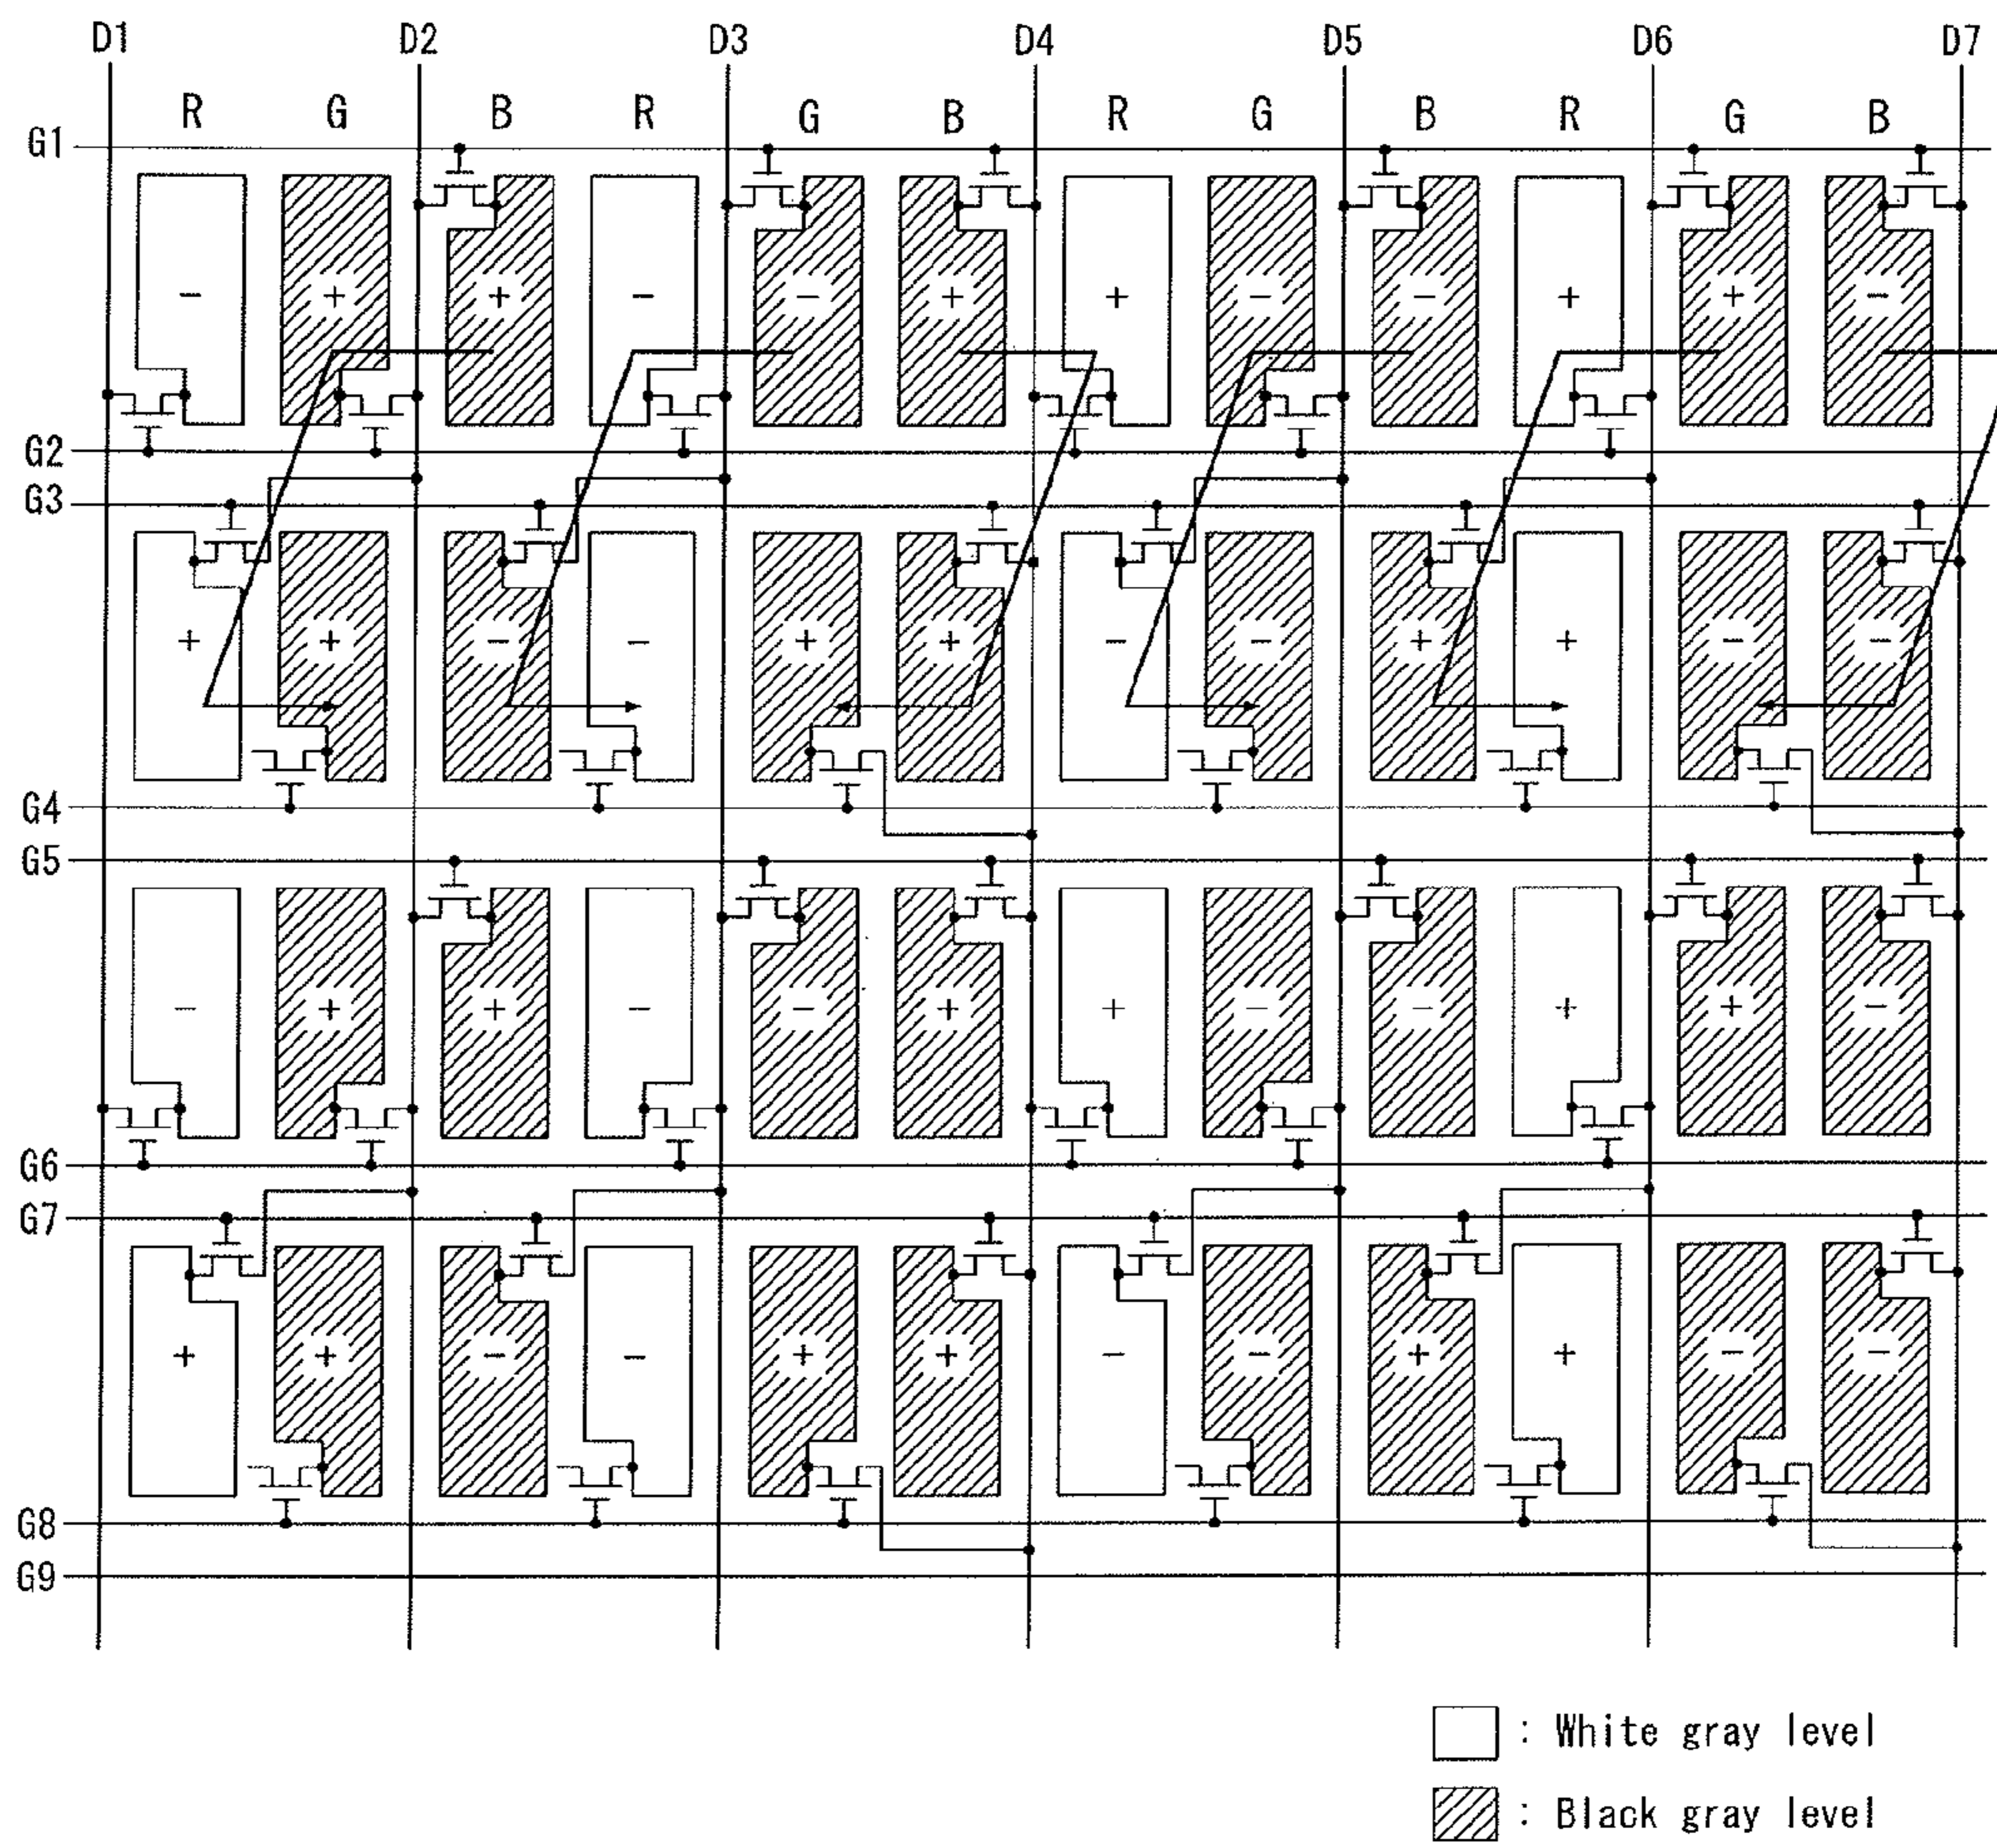 D1 D2 D3 D4 D5 D6 D7
R G B R G B R G B R G B
G1
- + + - - + + - - + + -
G2
G3
+ + - - + + - - + + - -
G4
G5
- + + - - + + - - + + -
G6
G7
+ + - - + + - - + + - -
G8
G9
: White gray level
: Black gray level